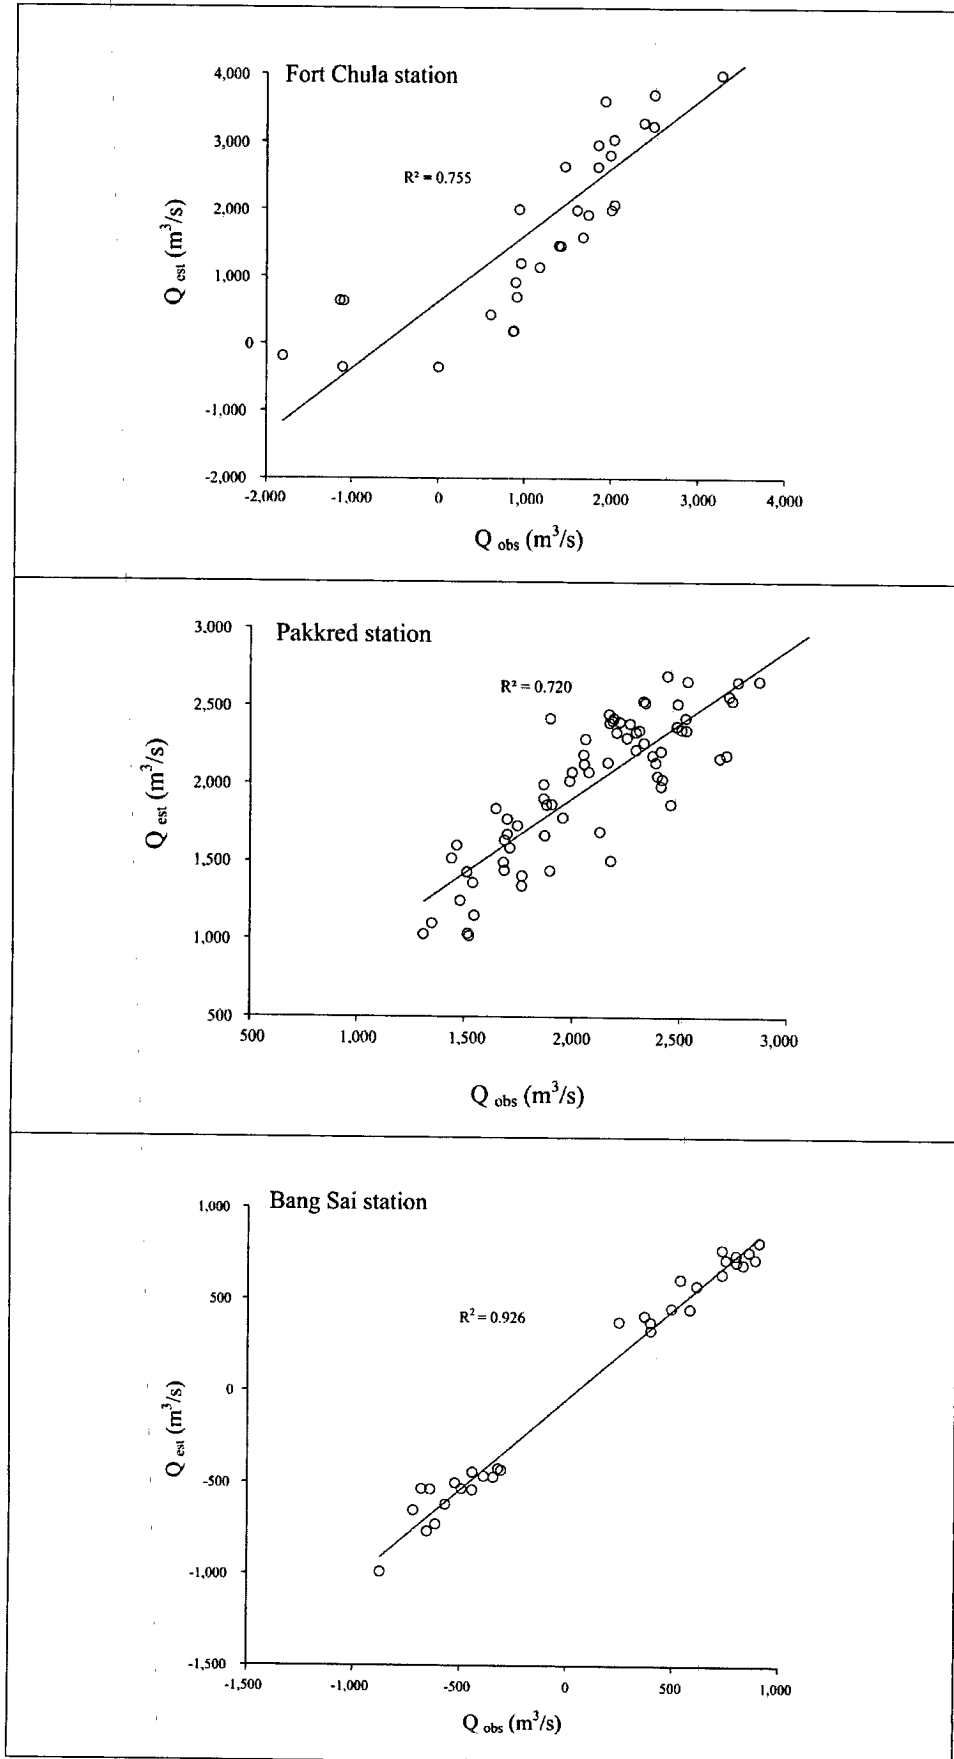 Fort Chula station
4,000
3,000
2,000
1,000
0
-1,000
-2,000
R² = 0.755
Q est (m³/s)
-2,000 -1,000 0 1,000 2,000 3,000 4,000
Q obs (m³/s)
Pakkred station
3.000
2,500
2,000
1,500
1,000
500
R² = 0.720
Q est (m³/s)
500 1,000 1,500 2,000 2,500 3,000
Q obs (m³/s)
Bang Sai station
1,000
500
0
-500
-1,000
-1,500
R² = 0.926
Q est (m³/s)
-1,500 -1,000 -500 0 500 1,000
Q obs (m³/s)